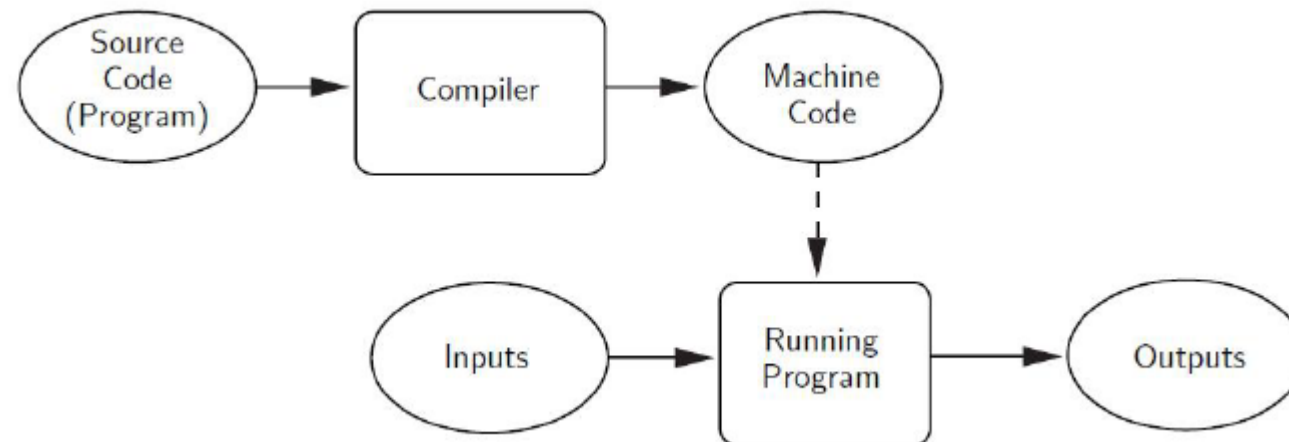 Source
Code
(Program)
Compiler
Machine
Code
Inputs
Running
Program
Outputs